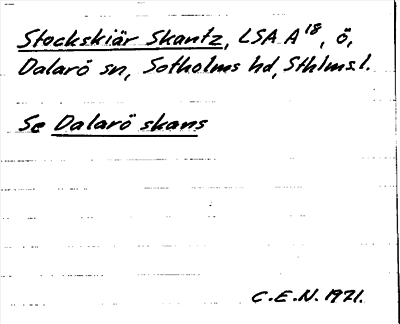 Stockskiär Skantz, LSA A18, ö,
Dalarö sn, Sotholms hd, Sthlms l.
Se Dalarö skans
C.E.N. 1971.